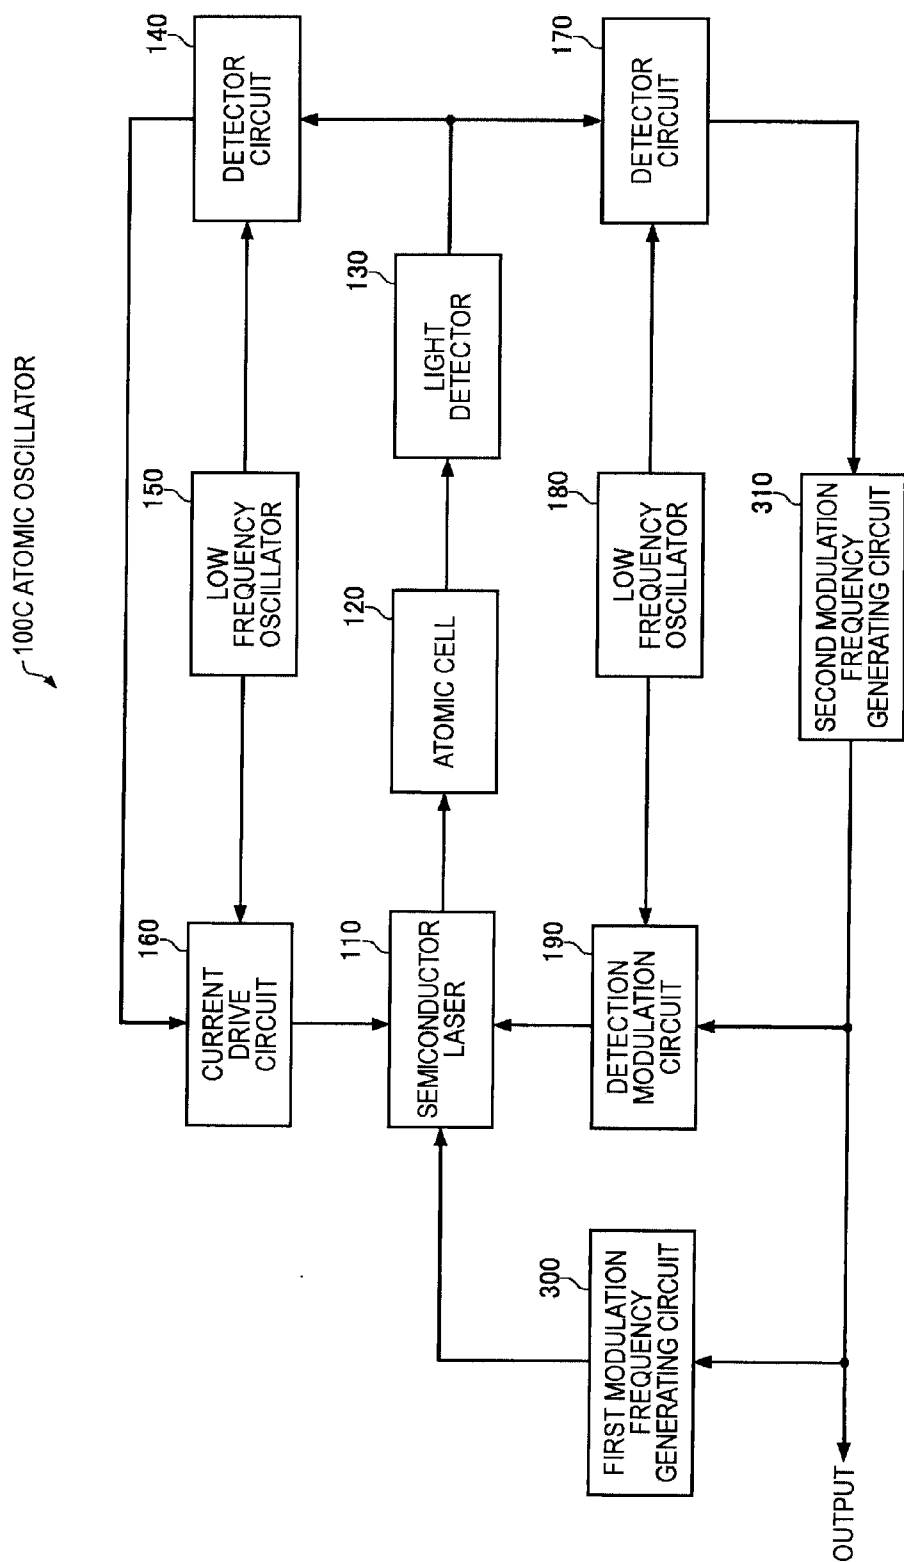 100C ATOMIC OSCILLATOR
160
CURRENT
DRIVE
CIRCUIT
150
LOW
FREQUENCY
OSCILLATOR
140
DETECTOR
CIRCUIT
110
SEMICONDUCTOR
LASER
120
ATOMIC CELL
130
LIGHT
DETECTOR
300
FIRST MODULATION
FREQUENCY
GENERATING CIRCUIT
190
DETECTION
MODULATION
CIRCUIT
180
LOW
FREQUENCY
OSCILLATOR
170
DETECTOR
CIRCUIT
310
SECOND MODULATION
FREQUENCY
GENERATING CIRCUIT
OUTPUT